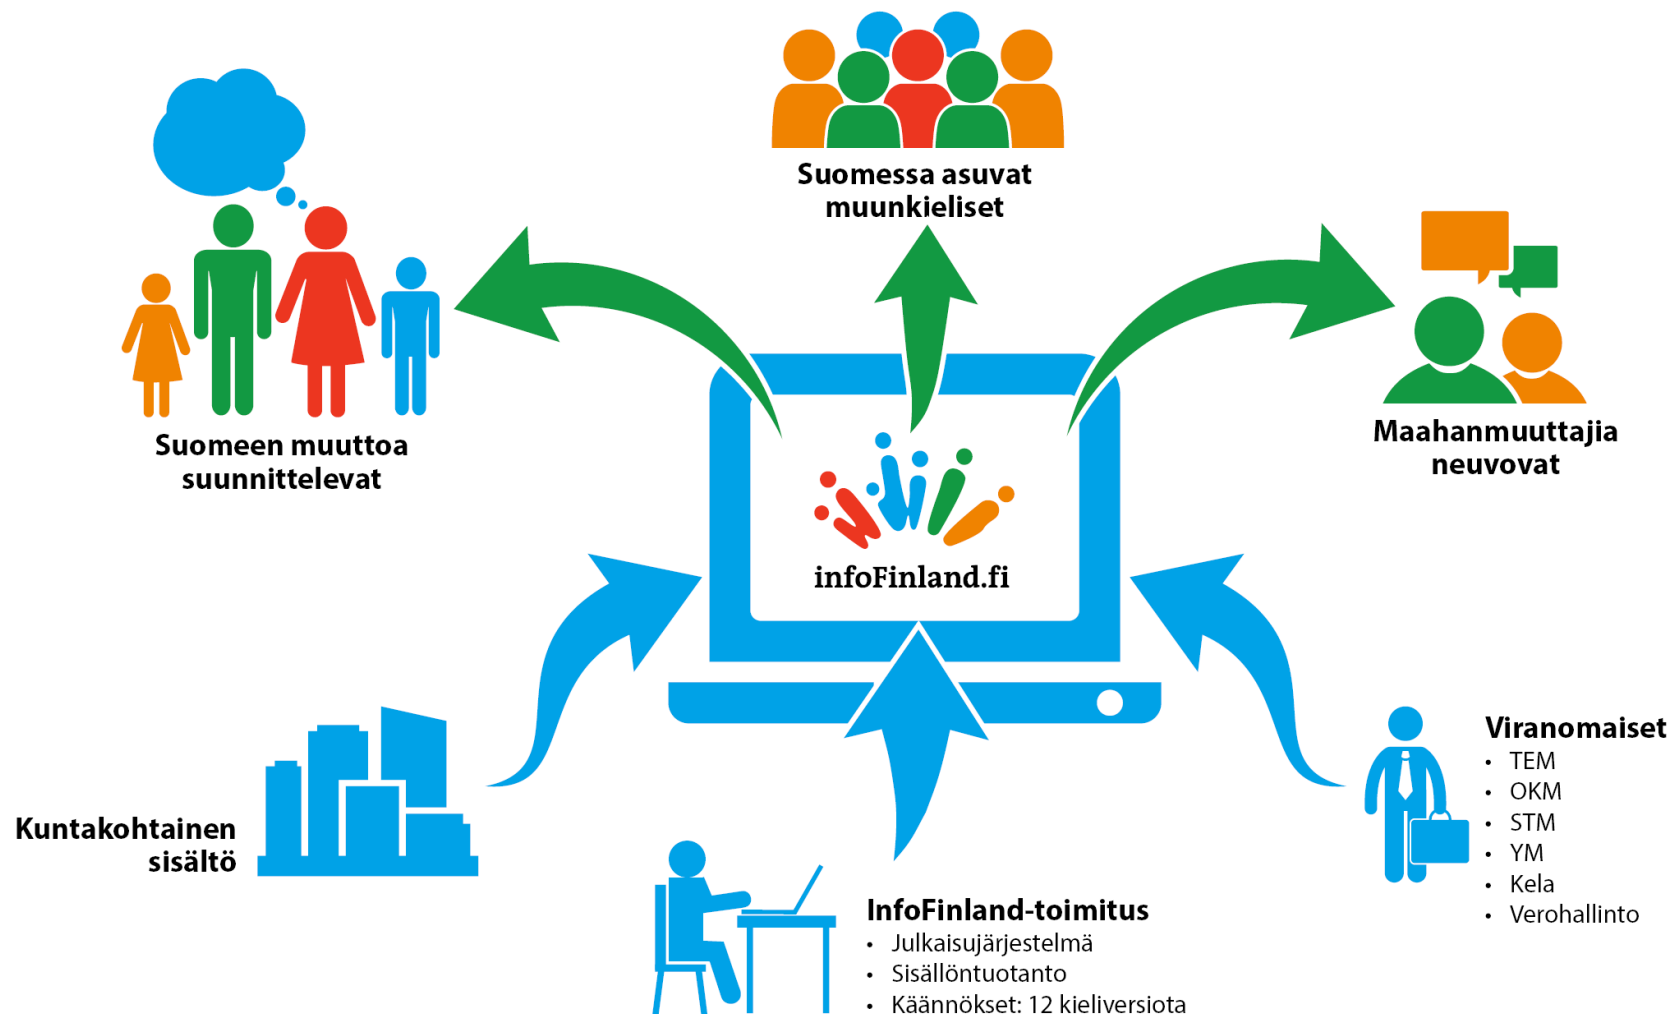 Suomessa asuvat
muunkieliset
Suomeen muuttoa
suunnittelevat
Maahanmuuttajia
neuvovat
infoFinland.fi
Kuntakohtainen
sisältö
InfoFinland-toimitus
• Julkaisujärjestelmä
• Sisällöntuotanto
• Käännökset: 12 kieliversiota
Viranomaiset
• TEM
• OKM
• STM
• YM
• Kela
• Verohallinto